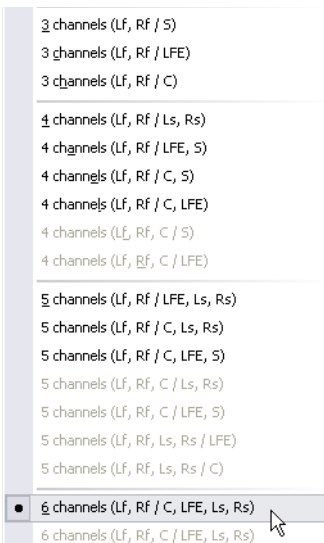 3 channels (Lf, Rf / S)
3 channels (Lf, Rf / LFE)
3 channels (Lf, Rf / C)
4 channels (Lf, Rf / Ls, Rs)
4 channels (Lf, Rf / LFE, S)
4 channels (Lf, Rf / C, S)
4 channels (Lf, Rf / C, LFE)
4 channels (Lf, Rf, C / S)
4 channels (Lf, Rf, C / LFE)
5 channels (Lf, Rf / LFE, Ls, Rs)
5 channels (Lf, Rf / C, Ls, Rs)
5 channels (Lf, Rf / C, LFE, S)
5 channels (Lf, Rf, C / Ls, Rs)
5 channels (Lf, Rf, C / LFE, S)
5 channels (Lf, Rf, Ls, Rs / LFE)
5 channels (Lf, Rf, Ls, Rs / C)
6 channels (Lf, Rf / C, LFE, Ls, Rs)
6 channels (Lf, Rf, C / LFE, Ls, Rs)